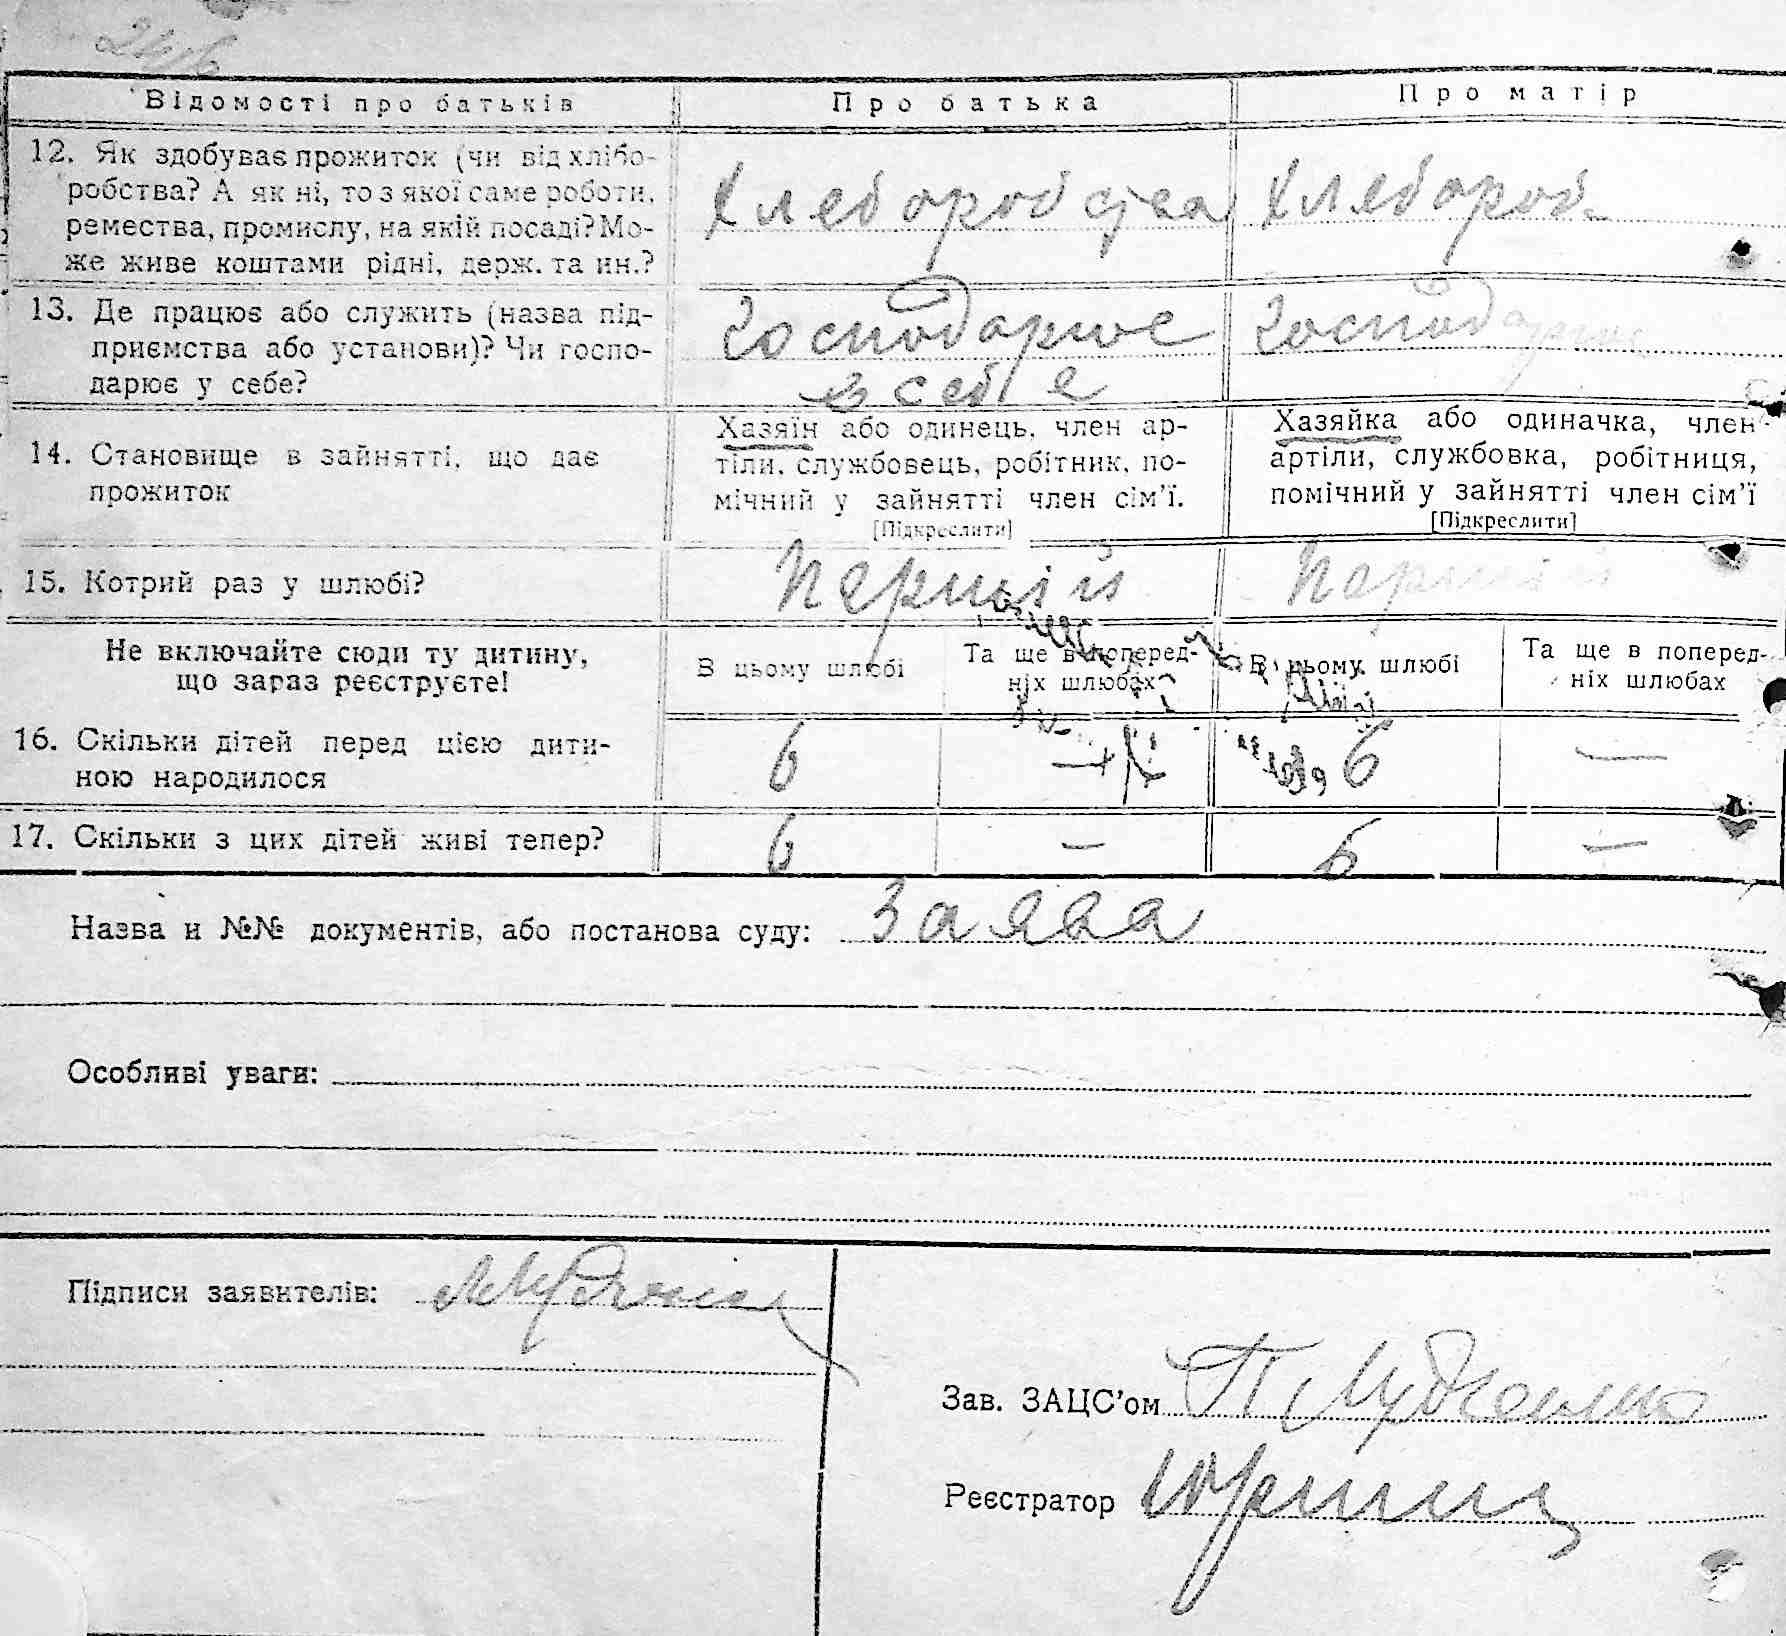 Відомості про батьків Про батька Про матір
12. Як здобуває прожиток (чи від хлібо-
робства? А як ні, то з якої саме роботи,
ремества, промислу, на якій посаді? Мо-
же живе коштами рідні, держ. та ин.?
Хлеборобства Хлебороб.
13. Де працює або служить (назва під-
приємства або установи)? Чи госпо-
дарює у себе?
Господарює
в себе
Господарює
14. Становище в зайнятті, що дає
прожиток
Хазяїн або одинець, член ар-
тіли, службовець, робітник, по-
мічний у зайнятті член сім'ї.
[Підкреслити]
Хазяйка або одиначка, член
артіли, службовка, робітниця,
помічний у зайнятті член сім'ї
[Підкреслити]
15. Котрий раз у шлюбі? Перший Перший
Не включайте сюди ту дитину,
що зараз реєструєте!
В цьому шлюбі
Та ще в поперед-
ніх шлюбах
В цьому шлюбі
Та ще в поперед-
ніх шлюбах
16. Скільки дітей перед цією дити-
ною народилося
6 — 6 —
17. Скільки з цих дітей живі тепер? 6 — 6 —
Назва и №№ документів, або постанова суду: Заява
Особливі уваги:
Підписи заявителів:
Зав. ЗАЦС'ом П
Реєстратор